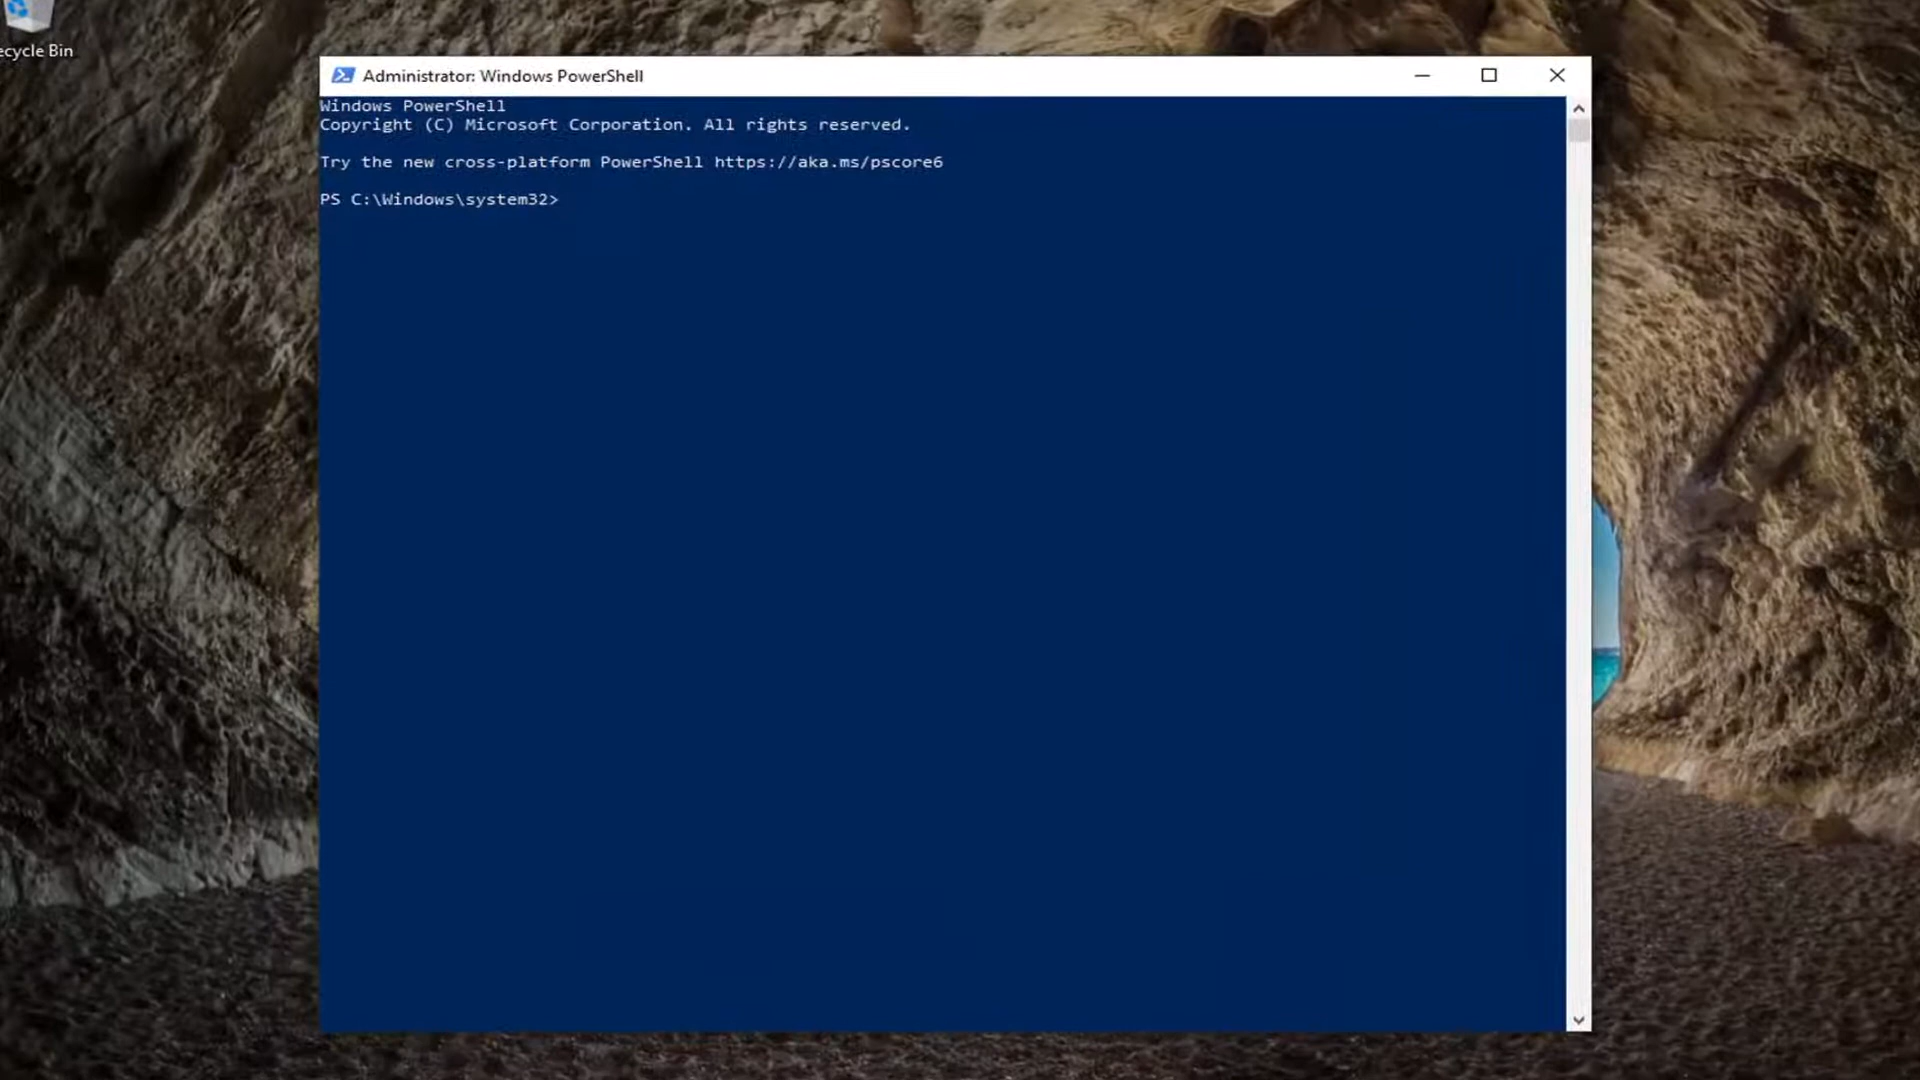 ecycle Bin
Administrator: Windows PowerShell
Windows PowerShell
Copyright (C) Microsoft Corporation. All rights reserved.
Try the new cross-platform PowerShell https://aka.ms/pscore6
PS C:\Windows\system32>